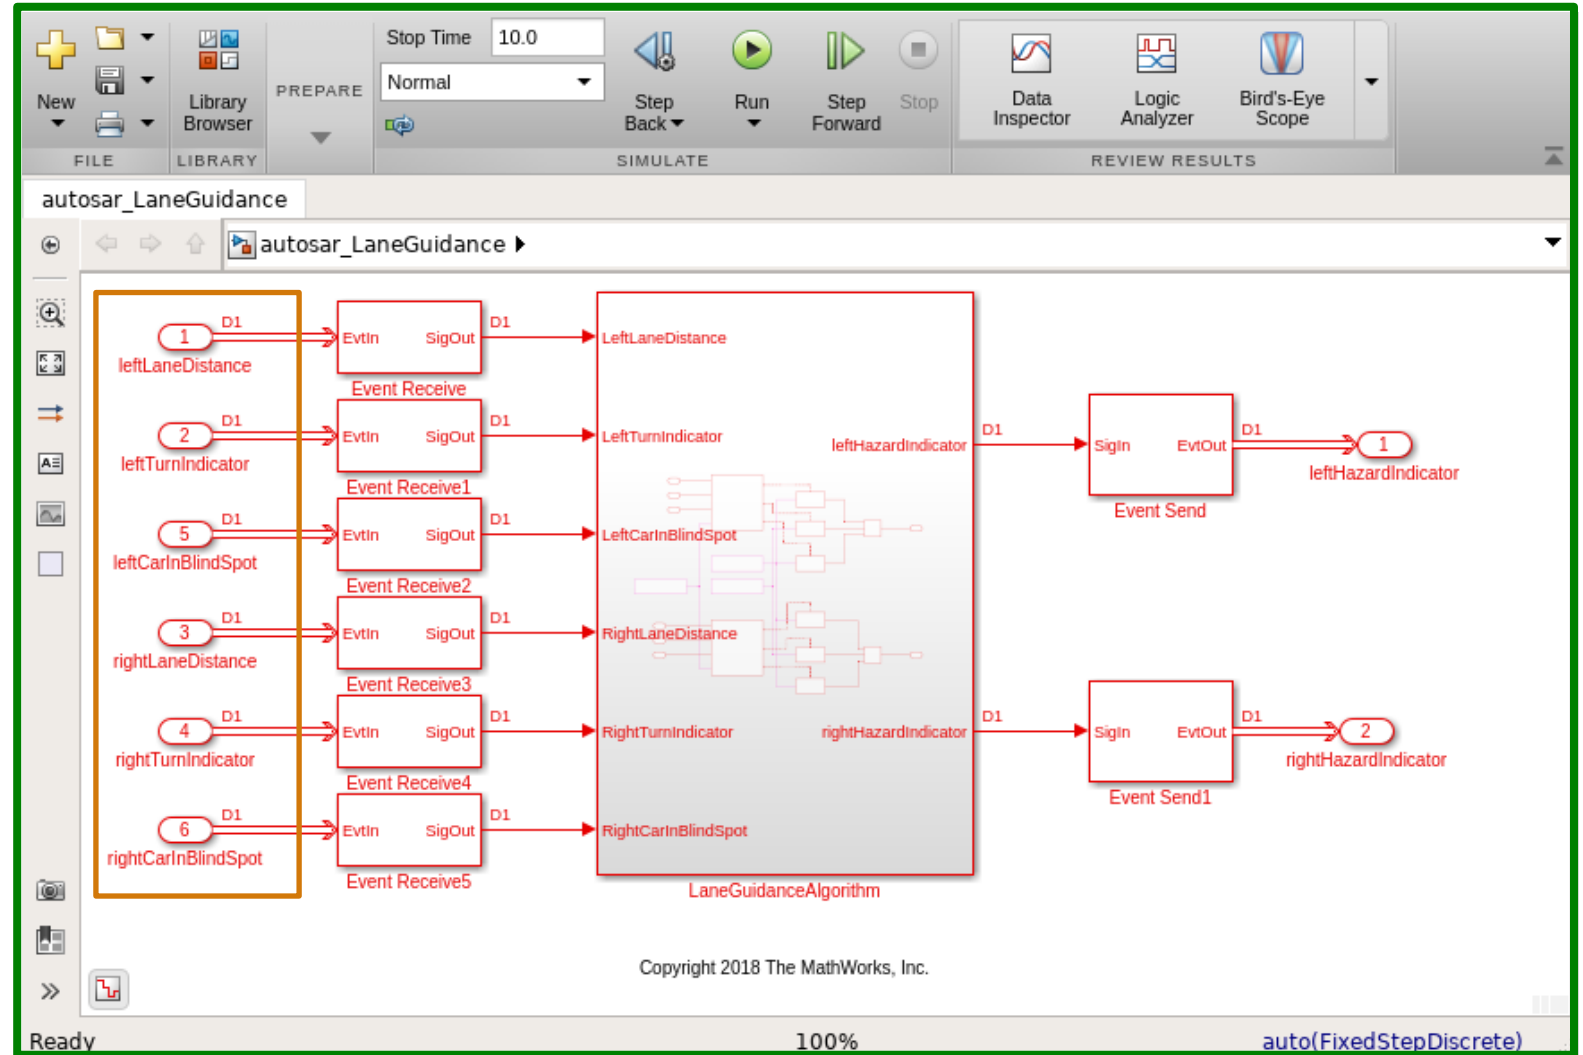 Stop Time 10.0
Normal
New
Library
Browser
PREPARE
Step
Back
Run
Step
Forward
Stop
Data
Inspector
Logic
Analyzer
Bird's-Eye
Scope
FILE
LIBRARY
SIMULATE
REVIEW RESULTS
autosar_LaneGuidance
autosar_LaneGuidance
1
D1
leftLaneDistance
EvtIn SigOut
D1
Event Receive
LeftLaneDistance
2
D1
leftTurnIndicator
EvtIn SigOut
D1
Event Receive1
LeftTurnIndicator
5
D1
leftCarInBlindSpot
EvtIn SigOut
D1
Event Receive2
LeftCarInBlindSpot
3
D1
rightLaneDistance
EvtIn SigOut
D1
Event Receive3
RightLaneDistance
4
D1
rightTurnIndicator
EvtIn SigOut
D1
Event Receive4
RightTurnIndicator
6
D1
rightCarInBlindSpot
EvtIn SigOut
D1
Event Receive5
RightCarInBlindSpot
LaneGuidanceAlgorithm
leftHazardIndicator
D1
SigIn EvtOut
Event Send
D1
1
leftHazardIndicator
rightHazardIndicator
D1
SigIn EvtOut
Event Send1
D1
2
rightHazardIndicator
Copyright 2018 The MathWorks, Inc.
Ready
100%
auto(FixedStepDiscrete)